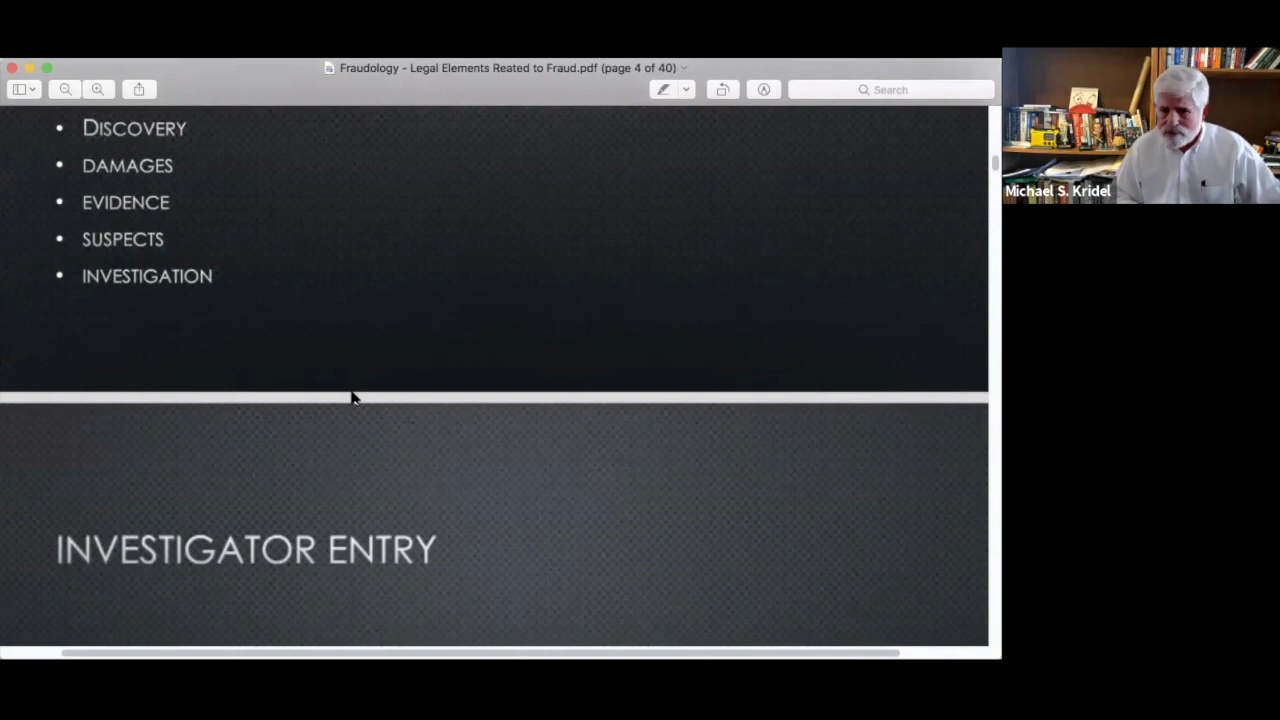 Fraudology - Legal Elements Reated to Fraud.pdf (page 4 of 40)
Search
• DISCOVERY
• DAMAGES
• EVIDENCE
• SUSPECTS
• INVESTIGATION
INVESTIGATOR ENTRY
Michael S. Kridel